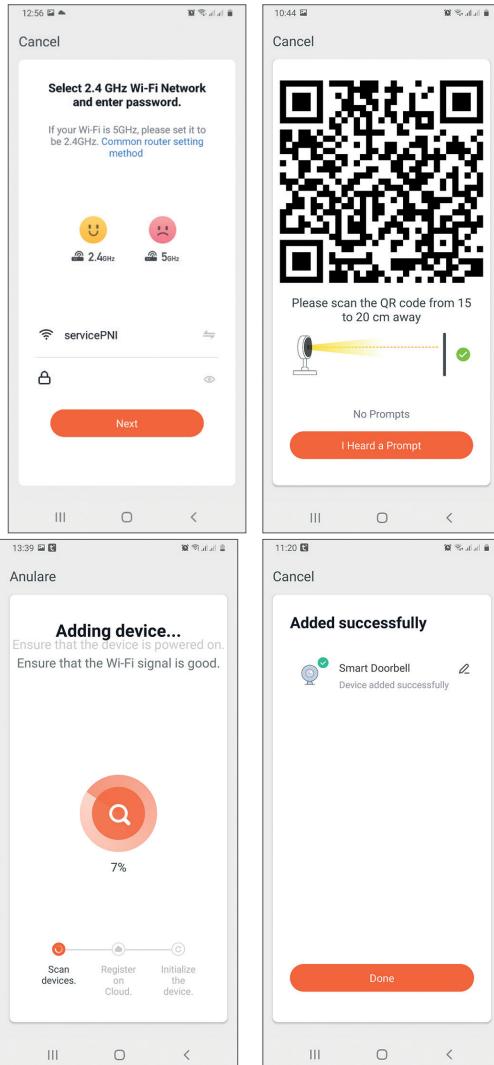 12:56
Cancel
Select 2.4 GHz Wi-Fi Network
and enter password.
If your Wi-Fi is 5GHz, please set it to
be 2.4GHz. Common router setting
method
2.4GHz
5GHz
servicePNI
Next
10:44
Cancel
Please scan the QR code from 15
to 20 cm away
No Prompts
I Heard a Prompt
13:39
Anulare
Adding device...
Ensure that the device is powered on.
Ensure that the Wi-Fi signal is good.
7%
Scan
devices.
Register
on
Cloud.
Initialize
the
device.
11:20
Cancel
Added successfully
Smart Doorbell
Device added successfully
Done